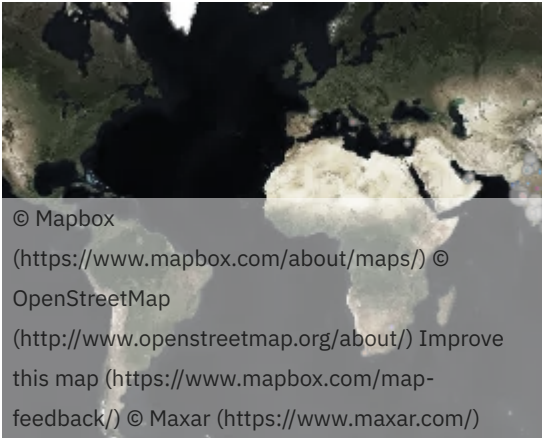 © Mapbox
(https://www.mapbox.com/about/maps/) ©
OpenStreetMap
(http://www.openstreetmap.org/about/) Improve
this map (https://www.mapbox.com/map-
feedback/) © Maxar (https://www.maxar.com/)